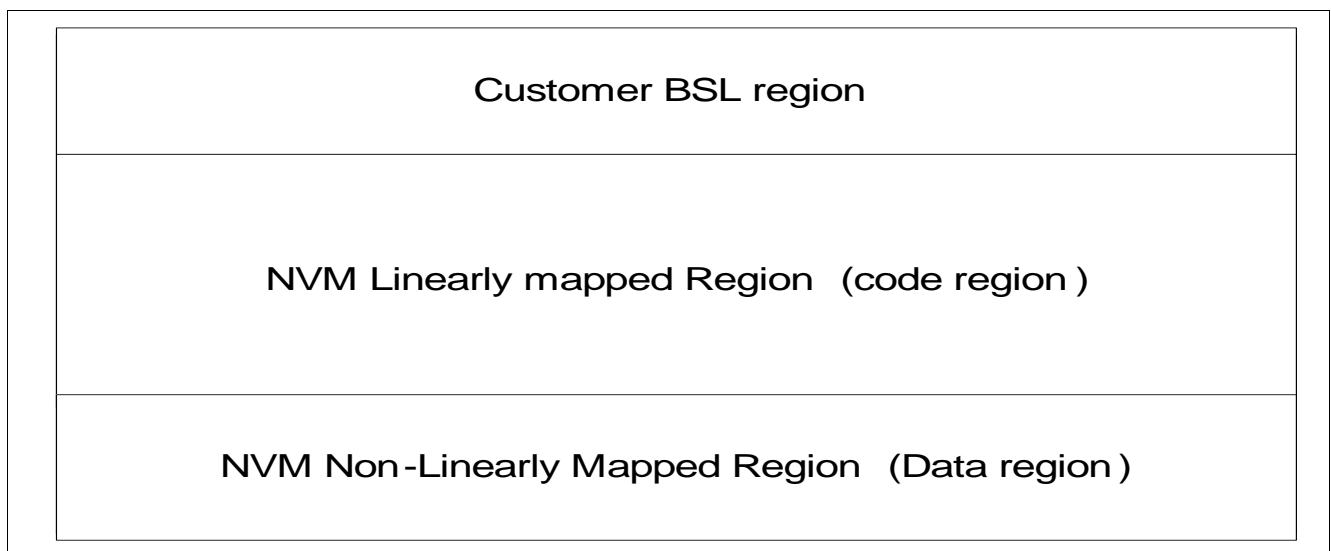 Customer BSL region
NVM Linearly mapped Region (code region )
NVM Non-Linearly Mapped Region (Data region )